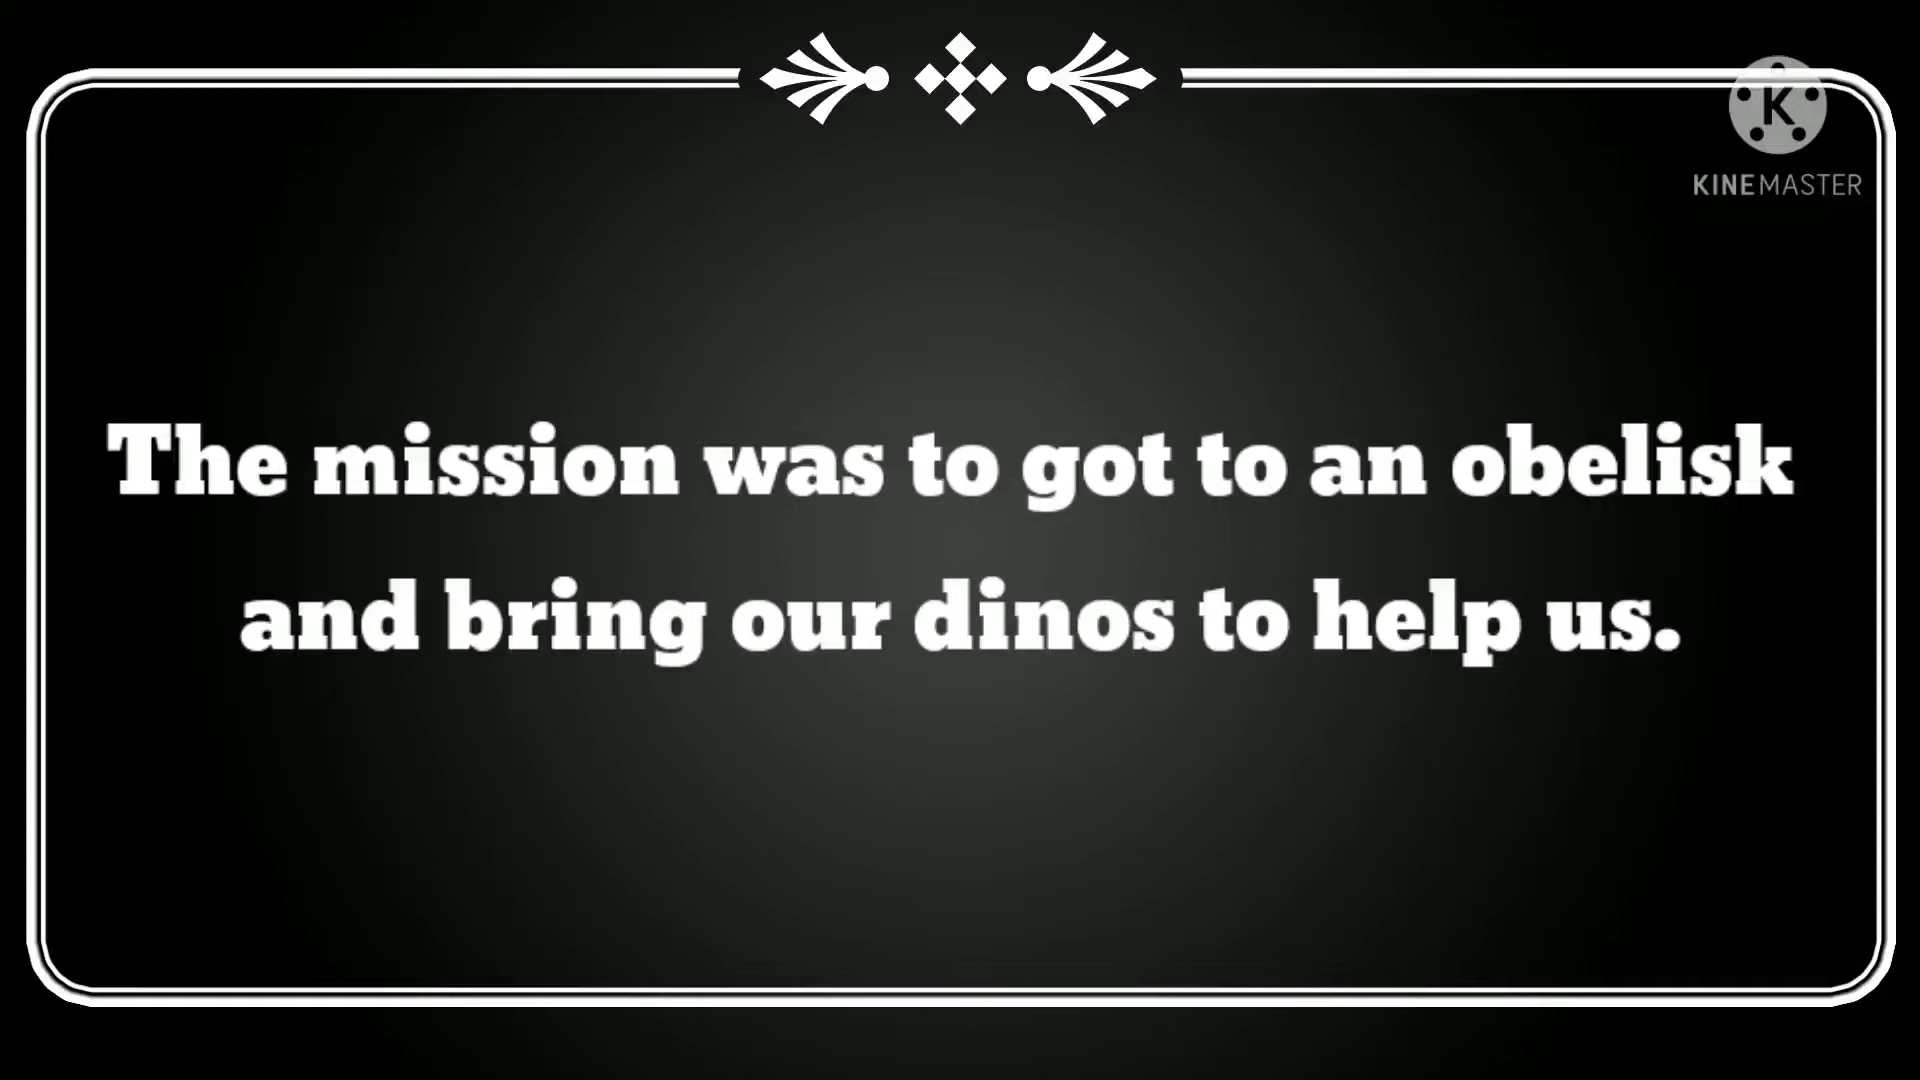 K
KINEMASTER
The mission was to got to an obelisk
and bring our dinos to help us.